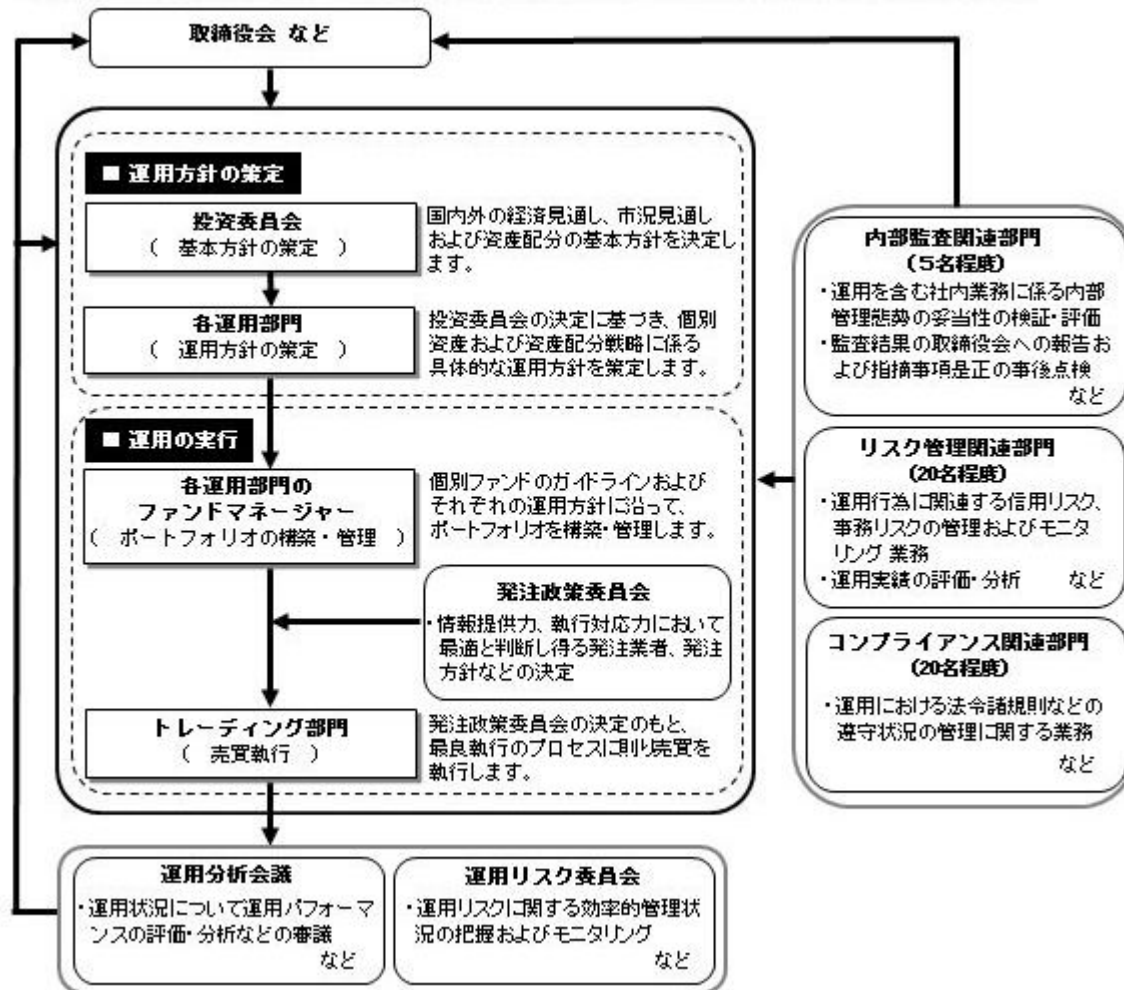 取締役会 など
■ 運用方針の策定
投資委員会
( 基本方針の策定 )
国内外の経済見通し、市況見通し
および資産配分の基本方針を決定し
ます。
各運用部門
( 運用方針の策定 )
投資委員会の決定に基づき、個別
資産および資産配分戦略に係る
具体的な運用方針を策定します。
■ 運用の実行
各運用部門の
ファンドマネージャー
( ポートフォリオの構築・管理 )
個別ファンドのガイドラインおよび
それぞれの運用方針に沿って、
ポートフォリオを構築・管理します。
発注政策委員会
・情報提供力、執行対応力において
最適と判断し得る発注業者、発注
方針などの決定
トレーディング部門
( 売買執行 )
発注政策委員会の決定のもと、
最良執行のプロセスに則り売買を
執行します。
運用分析会議
・運用状況について運用パフォーマ
ンスの評価・分析などの審議
など
運用リスク委員会
・運用リスクに関する効率的管理状
況の把握およびモニタリング
など
内部監査関連部門
(5名程度)
・運用を含む社内業務に係る内部
管理態勢の妥当性の検証・評価
・監査結果の取締役会への報告お
よび指摘事項是正の事後点検
など
リスク管理関連部門
(20名程度)
・運用行為に関連する信用リスク、
事務リスクの管理およびモニタ
リング 業務
・運用実績の評価・分析 など
コンプライアンス関連部門
(20名程度)
・運用における法令諸規則などの
遵守状況の管理に関する業務
など